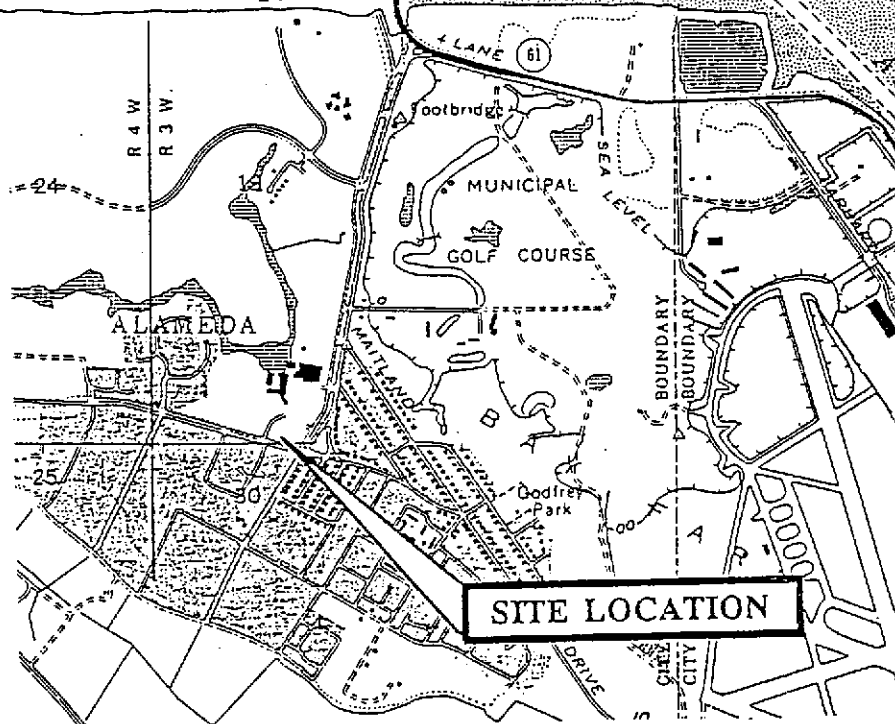 4 LANE
61
Footbridge
R 4 W.
R 3 W.
SEA LEVEL
24
MUNICIPAL
GOLF COURSE
ALAMEDA
MAITLAND
BOUNDARY
BOUNDARY
B
25
30
Godfrey
Park
A
SITE LOCATION
DRIVE
CITY
CITY